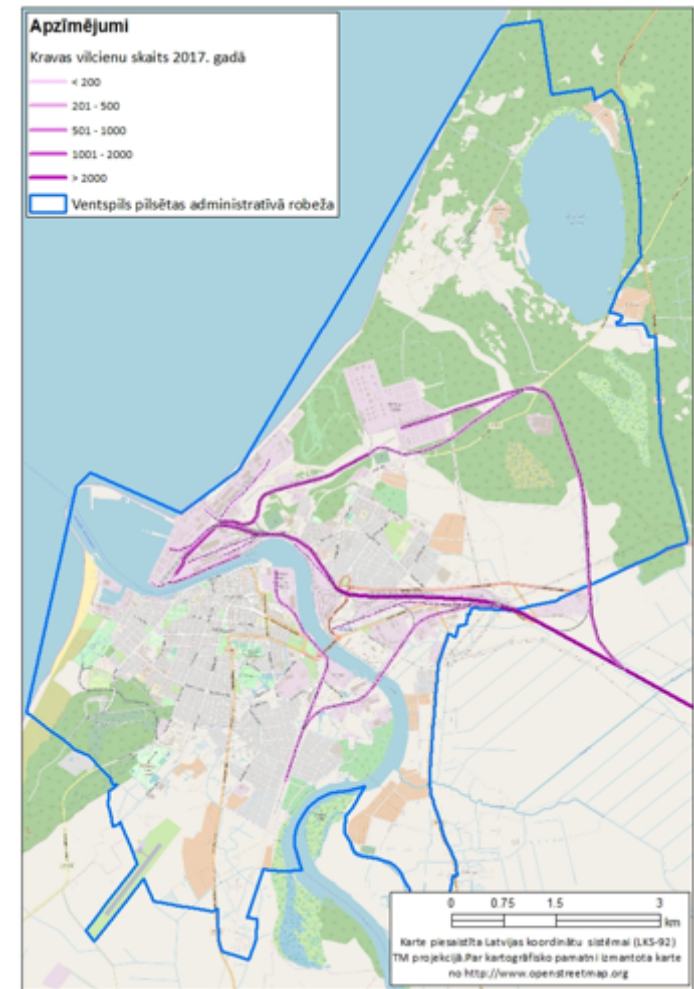 Apzīmējumi
Kravas vilcienu skaits 2017. gadā
< 200
201 - 500
501 - 1000
1001 - 2000
> 2000
Ventspils pilsētas administratīvā robeža
0 0.75 1.5 3
km
Karte piesaistīta Latvijas koordinātu sistēmai (LKS-92)
TM projekcijā.Par kartogrāfisko pamatni izmantota karte
no http://www.openstreetmap.org